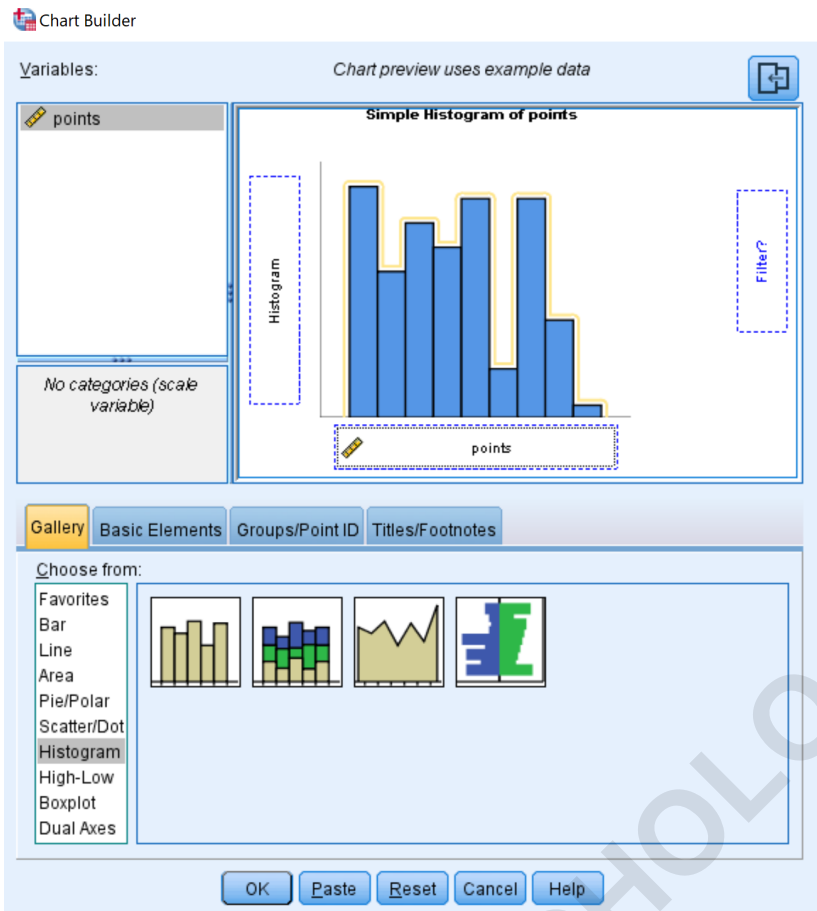 Chart Builder
Variables:
Chart preview uses example data
points
Simple Histogram of points
Histogram
Filter?
No categories (scale
variable)
points
Gallery
Basic Elements
Groups/Point ID
Titles/Footnotes
Choose from:
Favorites
Bar
Line
Area
Pie/Polar
Scatter/Dot
Histogram
High-Low
Boxplot
Dual Axes
OK
Paste
Reset
Cancel
Help
HOLO